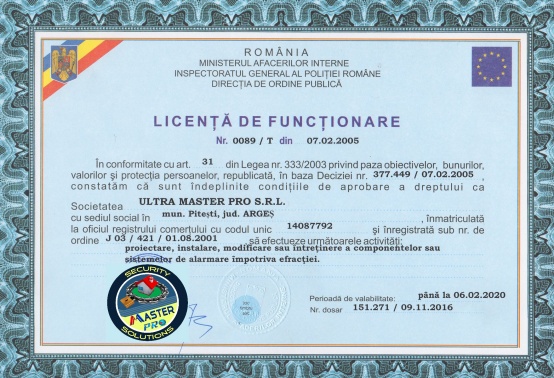 ROMÂNIA
MINISTERUL AFACERILOR INTERNE
INSPECTORATUL GENERAL AL POLIȚIEI ROMÂNE
DIRECȚIA DE ORDINE PUBLICĂ
LICENȚĂ DE FUNCȚIONARE
Nr. 0089 / T din 07.02.2005
În conformitate cu art. 31 din Legea nr. 333/2003 privind paza obiectivelor, bunurilor,
valorilor și protecția persoanelor, republicată, în baza Deciziei nr. 377.449 / 07.02.2005 ,
constatăm că sunt îndeplinite condițiile de aprobare a dreptului ca
Societatea ULTRA MASTER PRO S.R.L.
cu sediul social în mun. Pitești, jud. ARGEȘ , înmatriculată
la oficiul registrului comerțului cu codul unic 14087792 și înregistrată sub nr. de
ordine J 03 / 421 / 01.08.2001 să efectueze următoarele activități:
proiectare, instalare, modificare sau întreținere a componentelor sau
sistemelor de alarmare împotriva efracției.
SECURITY
MASTER
PRO
SOLUTIONS
Perioadă de valabilitate: până la 06.02.2020
Nr. dosar 151.271 / 09.11.2016